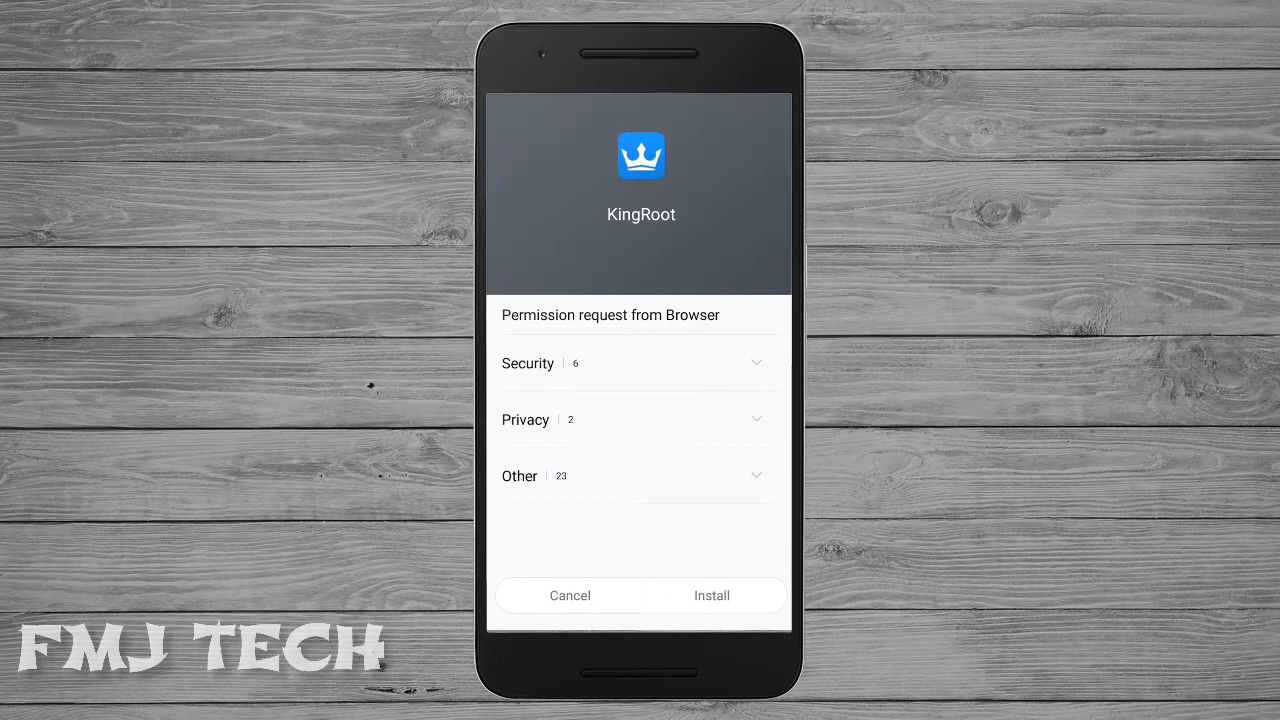 KingRoot
Permission request from Browser
Security 6
Privacy 2
Other 23
Cancel Install
FMJ TECH